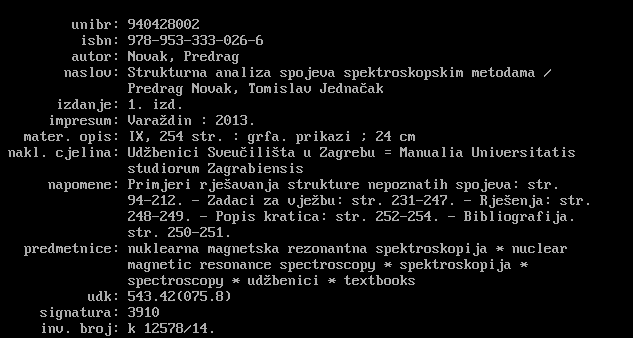 unibr: 940428002
isbn: 978-953-333-026-6
autor: Novak, Predrag
naslov: Strukturna analiza spojeva spektroskopskim metodama /
Predrag Novak, Tomislav Jednačak
izdanje: 1. izd.
impresum: Varaždin : 2013.
mater. opis: IX, 254 str. : grfa. prikazi ; 24 cm
nakl. cjelina: Udžbenici Sveučilišta u Zagrebu = Manualia Universitatis
studiorum Zagrabiensis
napomene: Primjeri rješavanja strukture nepoznatih spojeva: str.
94-212. - Zadaci za vježbu: str. 231-247. - Rješenja: str.
248-249. - Popis kratica: str. 252-254. - Bibliografija.
str. 250-251.
predmetnice: nuklearna magnetska rezonantna spektroskopija * nuclear
magnetic resonance spectroscopy * spektroskopija *
spectroscopy * udžbenici * textbooks
udk: 543.42(075.8)
signatura: 3910
inv. broj: k 12578/14.